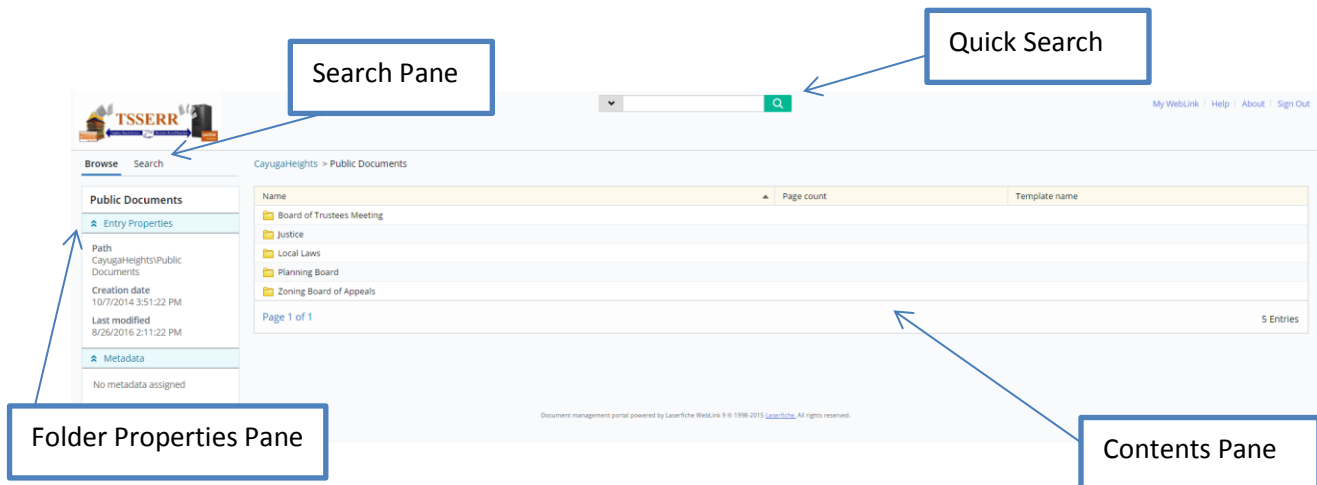 Quick Search
Search Pane
TSSERR
My WebLink | Help | About | Sign Out
Browse Search
CayugaHeights > Public Documents
Public Documents
Name Page count Template name
Entry Properties
Board of Trustees Meeting
Justice
Path
CayugaHeights\Public
Documents
Local Laws
Planning Board
Creation date
10/7/2014 3:51:22 PM
Zoning Board of Appeals
Last modified
8/26/2016 2:11:22 PM
Page 1 of 1 5 Entries
Metadata
No metadata assigned
Document management portal powered by Laserfiche WebLink 9 © 1998-2015 Laserfiche. All rights reserved.
Folder Properties Pane
Contents Pane